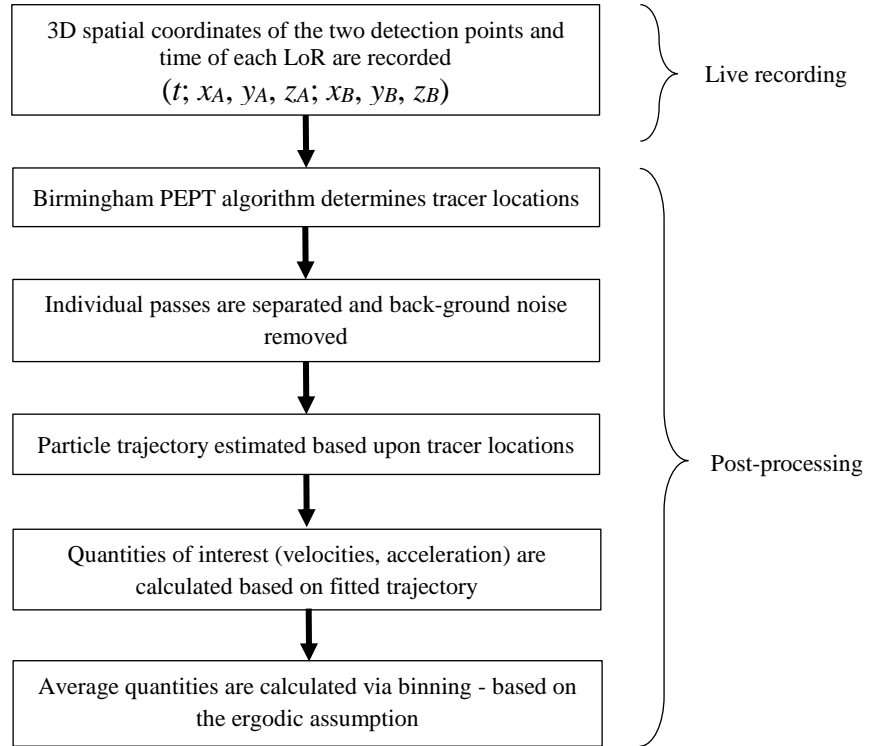 3D spatial coordinates of the two detection points and
time of each LoR are recorded
(t; xA, yA, zA; xB, yB, zB)
Live recording
Birmingham PEPT algorithm determines tracer locations
Individual passes are separated and back-ground noise
removed
Particle trajectory estimated based upon tracer locations
Post-processing
Quantities of interest (velocities, acceleration) are
calculated based on fitted trajectory
Average quantities are calculated via binning - based on
the ergodic assumption